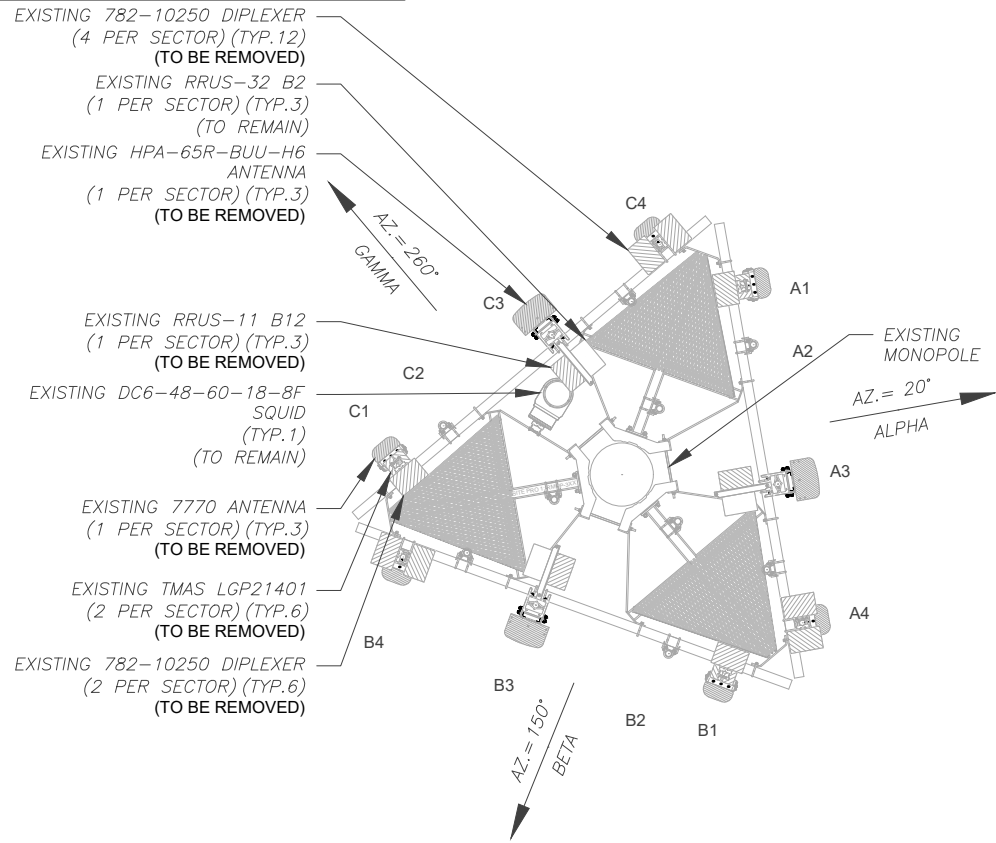 EXISTING 782-10250 DIPLEXER
(4 PER SECTOR) (TYP.12)
(TO BE REMOVED)
EXISTING RRUS-32 B2
(1 PER SECTOR) (TYP.3)
(TO REMAIN)
EXISTING HPA-65R-BUU-H6
ANTENNA
(1 PER SECTOR) (TYP.3)
(TO BE REMOVED)
EXISTING RRUS-11 B12
(1 PER SECTOR) (TYP.3)
(TO BE REMOVED)
EXISTING DC6-48-60-18-8F
SQUID
(TYP.1)
(TO REMAIN)
EXISTING 7770 ANTENNA
(1 PER SECTOR) (TYP.3)
(TO BE REMOVED)
EXISTING TMAS LGP21401
(2 PER SECTOR) (TYP.6)
(TO BE REMOVED)
EXISTING 782-10250 DIPLEXER
(2 PER SECTOR) (TYP.6)
(TO BE REMOVED)
AZ.= 260°
GAMMA
C4
C3
C2
C1
A1
A2
EXISTING
MONOPOLE
AZ.= 20°
ALPHA
A3
A4
B4
B3
B2
B1
AZ.= 150°
BETA